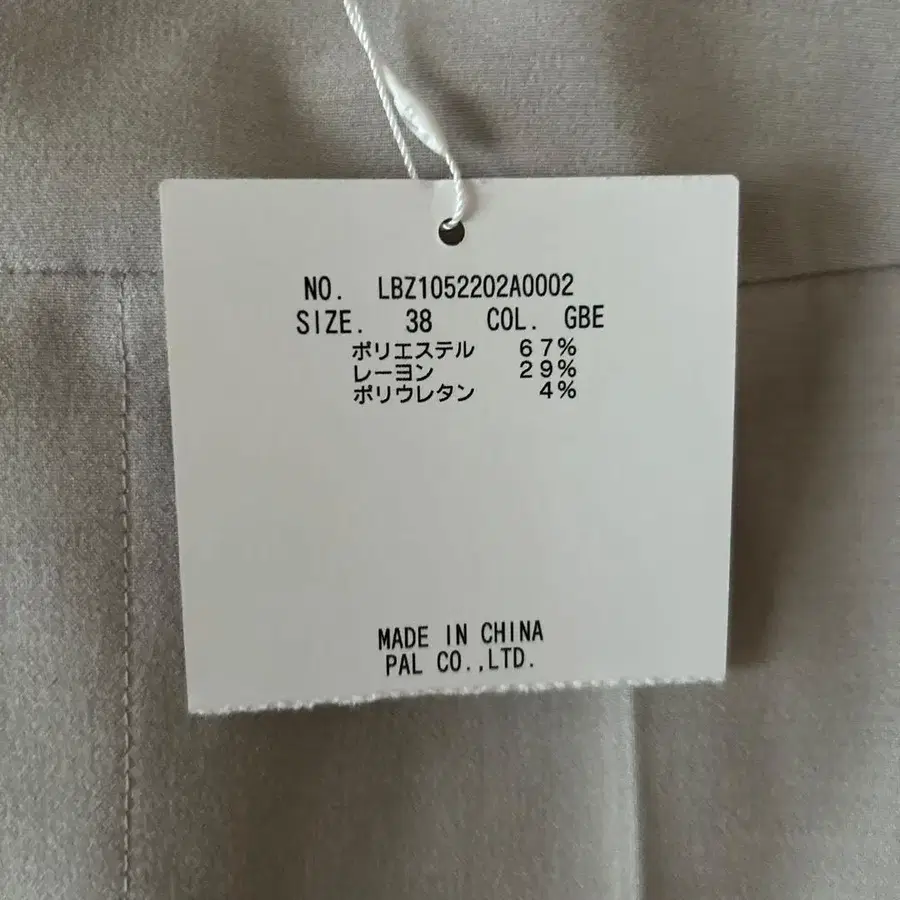 NO. LBZ1052202A0002
SIZE. 38 COL. GBE
ポリエステル 67%
レーヨン 29%
ポリウレタン 4%
MADE IN CHINA
PAL CO.,LTD.